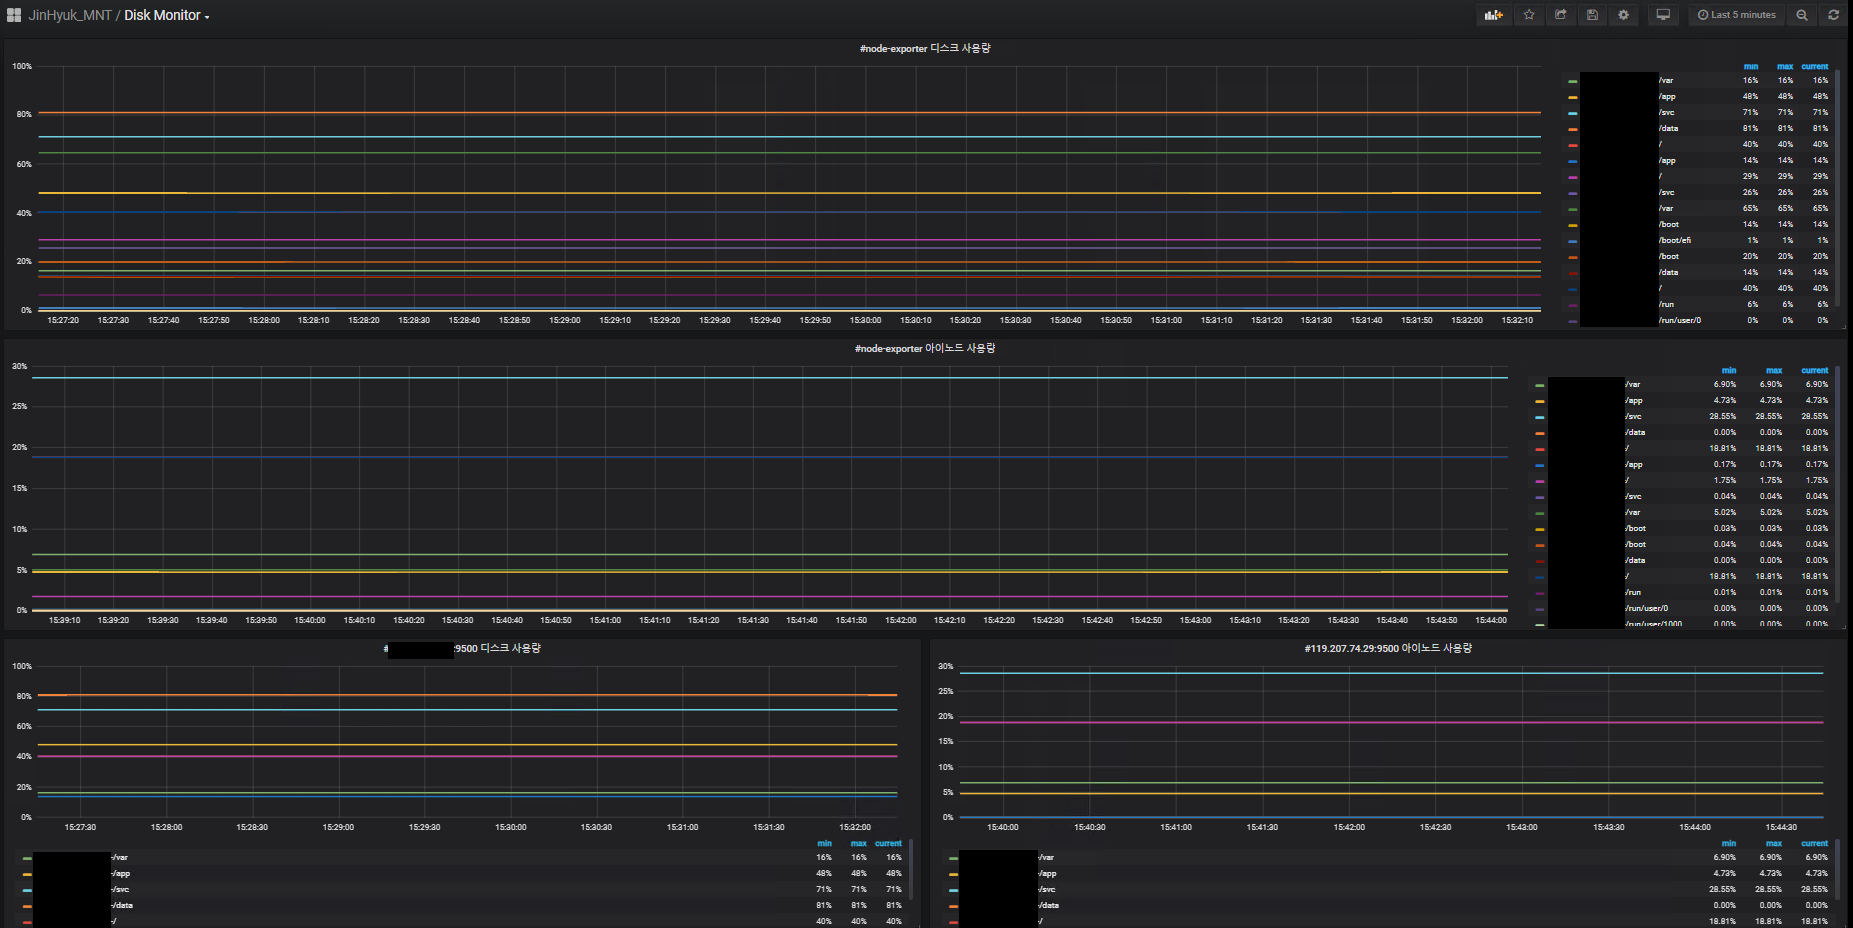 JinHyuk_MNT / Disk Monitor
Last 5 minutes
#node-exporter 디스크 사용량
100%
80%
60%
40%
20%
0%
15:27:20 15:27:30 15:27:40 15:27:50 15:28:00 15:28:10 15:28:20 15:28:30 15:28:40 15:28:50 15:29:00 15:29:10 15:29:20 15:29:30 15:29:40 15:29:50 15:30:00 15:30:10 15:30:20 15:30:30 15:30:40 15:30:50 15:31:00 15:31:10 15:31:20 15:31:30 15:31:40 15:31:50 15:32:00 15:32:10
min max current
/var 16% 16% 16%
/app 48% 48% 48%
/svc 71% 71% 71%
/data 81% 81% 81%
/ 40% 40% 40%
/app 14% 14% 14%
/ 29% 29% 29%
/svc 26% 26% 26%
/var 65% 65% 65%
/boot 14% 14% 14%
/boot/efi 1% 1% 1%
/boot 20% 20% 20%
/data 14% 14% 14%
/ 40% 40% 40%
/run 6% 6% 6%
/run/user/0 0% 0% 0%
#node-exporter 아이노드 사용량
30%
25%
20%
15%
10%
5%
0%
15:39:10 15:39:20 15:39:30 15:39:40 15:39:50 15:40:00 15:40:10 15:40:20 15:40:30 15:40:40 15:40:50 15:41:00 15:41:10 15:41:20 15:41:30 15:41:40 15:41:50 15:42:00 15:42:10 15:42:20 15:42:30 15:42:40 15:42:50 15:43:00 15:43:10 15:43:20 15:43:30 15:43:40 15:43:50 15:44:00
min max current
/var 6.90% 6.90% 6.90%
/app 4.73% 4.73% 4.73%
/svc 28.55% 28.55% 28.55%
/data 0.00% 0.00% 0.00%
/ 18.81% 18.81% 18.81%
/app 0.17% 0.17% 0.17%
/ 1.75% 1.75% 1.75%
/svc 0.04% 0.04% 0.04%
/var 5.02% 5.02% 5.02%
/boot 0.03% 0.03% 0.03%
/boot 0.04% 0.04% 0.04%
/data 0.00% 0.00% 0.00%
/ 18.81% 18.81% 18.81%
/run 0.01% 0.01% 0.01%
/run/user/0 0.00% 0.00% 0.00%
/run/user/1000 0.00% 0.00% 0.00%
# :9500 디스크 사용량
100%
80%
60%
40%
20%
0%
15:27:30 15:28:00 15:28:30 15:29:00 15:29:30 15:30:00 15:30:30 15:31:00 15:31:30 15:32:00
min max current
-/var 16% 16% 16%
-/app 48% 48% 48%
-/svc 71% 71% 71%
-/data 81% 81% 81%
-/ 40% 40% 40%
#119.207.74.29:9500 아이노드 사용량
30%
25%
20%
15%
10%
5%
0%
15:40:00 15:40:30 15:41:00 15:41:30 15:42:00 15:42:30 15:43:00 15:43:30 15:44:00 15:44:30
min max current
-/var 6.90% 6.90% 6.90%
-/app 4.73% 4.73% 4.73%
-/svc 28.55% 28.55% 28.55%
-/data 0.00% 0.00% 0.00%
-/ 18.81% 18.81% 18.81%